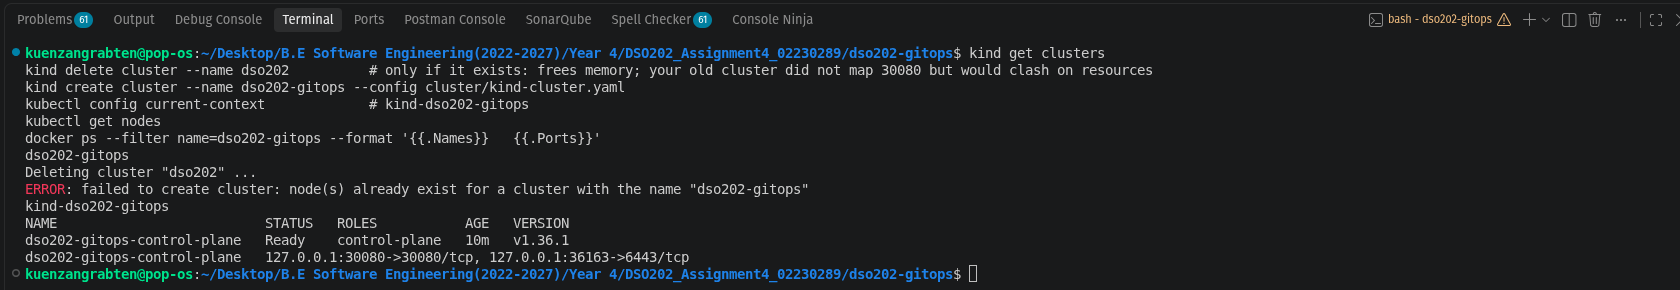 Problems 61 Output Debug Console Terminal Ports Postman Console SonarQube Spell Checker 61 Console Ninja bash - dso202-gitops
kuenzangrabten@pop-os:~/Desktop/B.E Software Engineering(2022-2027)/Year 4/DSO202_Assignment4_02230289/dso202-gitops$ kind get clusters
kind delete cluster --name dso202          # only if it exists: frees memory; your old cluster did not map 30080 but would clash on resources
kind create cluster --name dso202-gitops --config cluster/kind-cluster.yaml
kubectl config current-context             # kind-dso202-gitops
kubectl get nodes
docker ps --filter name=dso202-gitops --format '{{.Names}}   {{.Ports}}'
dso202-gitops
Deleting cluster "dso202" ...
ERROR: failed to create cluster: node(s) already exist for a cluster with the name "dso202-gitops"
kind-dso202-gitops
NAME                          STATUS   ROLES           AGE   VERSION
dso202-gitops-control-plane   Ready    control-plane   10m   v1.36.1
dso202-gitops-control-plane   127.0.0.1:30080->30080/tcp, 127.0.0.1:36163->6443/tcp
kuenzangrabten@pop-os:~/Desktop/B.E Software Engineering(2022-2027)/Year 4/DSO202_Assignment4_02230289/dso202-gitops$